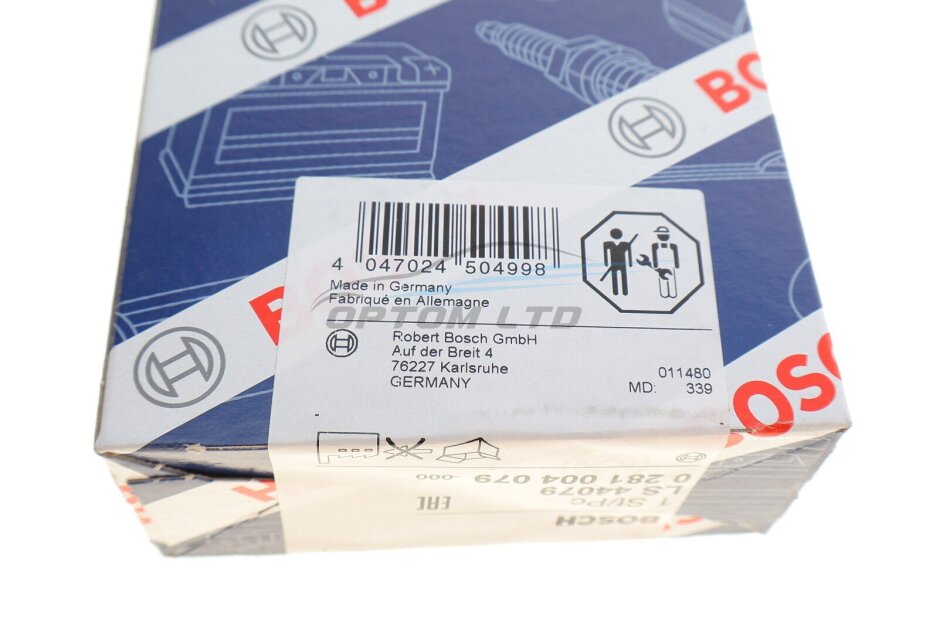 BOSCH
4 047024 504998
Made in Germany
Fabriqué en Allemagne
OPTOM LTD
Robert Bosch GmbH
Auf der Breit 4
76227 Karlsruhe
GERMANY
011480
MD: 339
BOSCH
0 281 004 079 -000
LS 44079
1 St/Pc
EAC
BOSCH